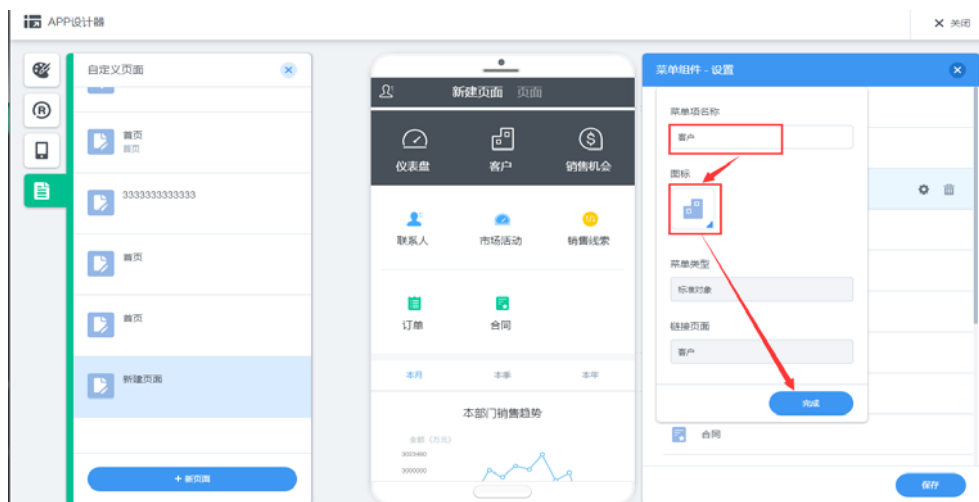 APP设计器
关闭
自定义页面
首页
首页
3333333333333
首页
首页
新建页面
+ 新页面
新建页面 页面
仪表盘 客户 销售机会
联系人 市场活动 销售线索
订单 合同
本月 本季 本年
本部门销售趋势
金额（万元）
3000000
菜单组件 - 设置
菜单项名称
客户
图标
菜单类型
标准对象
链接页面
客户
完成
合同
保存